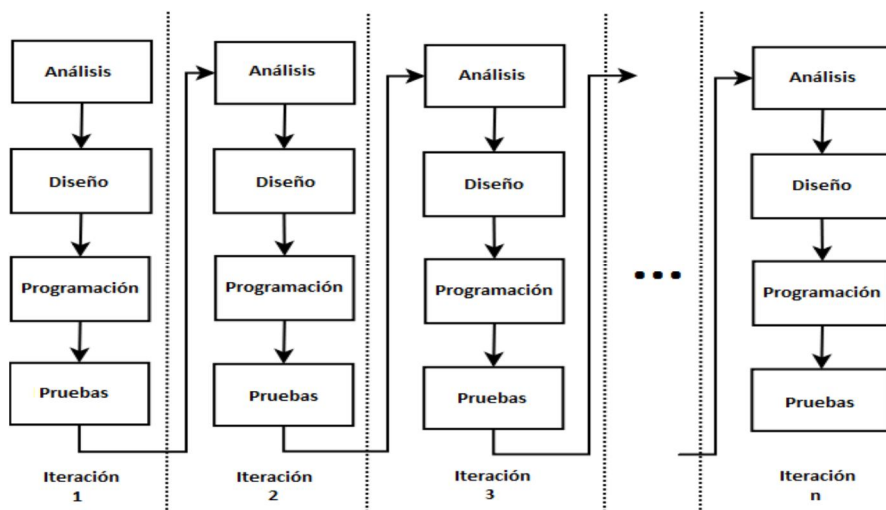 Análisis
Diseño
Programación
Pruebas
Iteración
1
Análisis
Diseño
Programación
Pruebas
Iteración
2
Análisis
Diseño
Programación
Pruebas
Iteración
3
...
Análisis
Diseño
Programación
Pruebas
Iteración
n